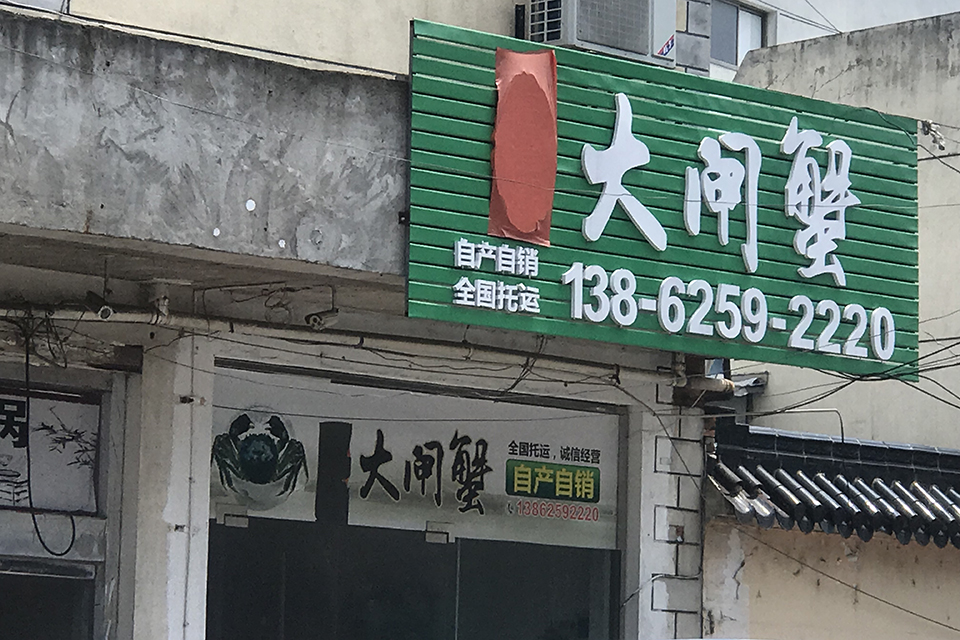 大闸蟹
自产自销
全国托运
138-6259-2220
大闸蟹
全国托运，诚信经营
自产自销
13862592220